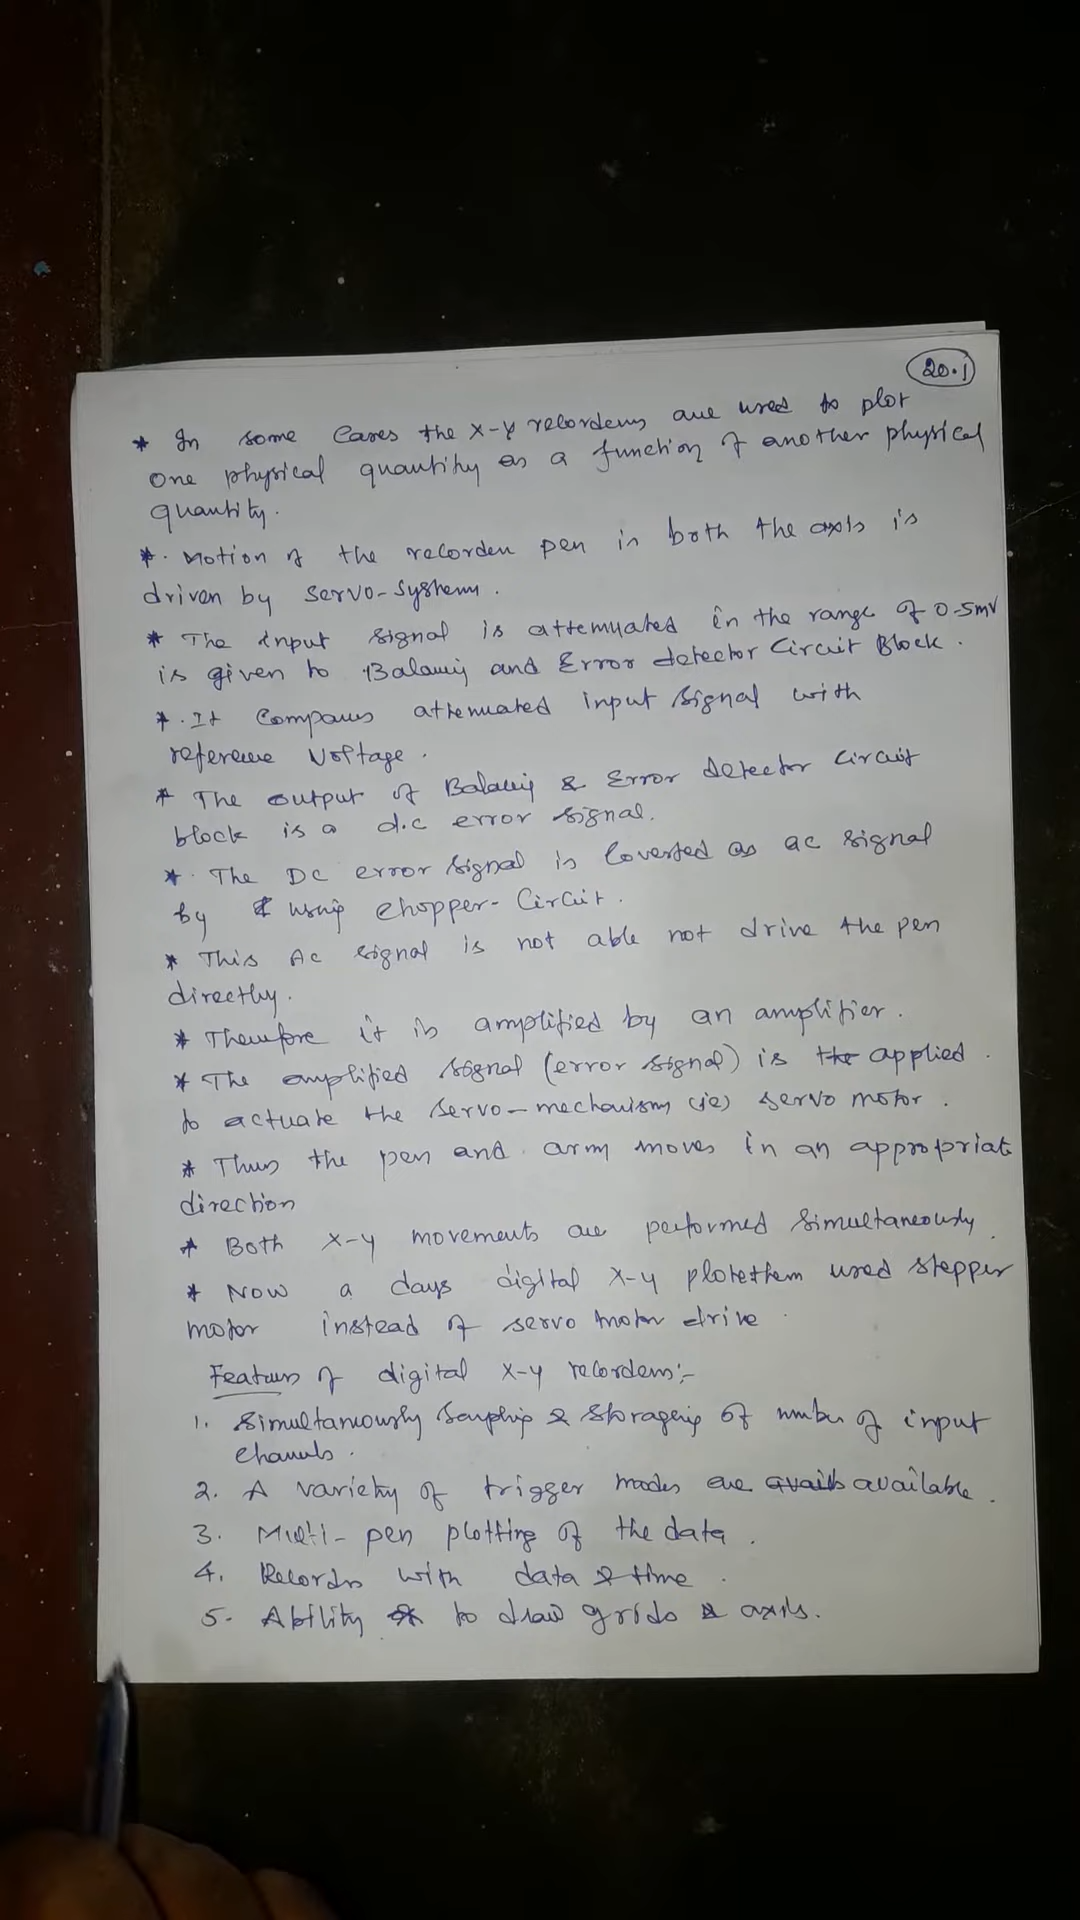 20.1
* In some Cases the X-Y recorders are used to plot
one physical quantity as a function of another physical
quantity.
*. Motion of the recorder pen in both the axis is
driven by Servo-System.
* The input signal is attenuated in the range of 0-5mv
is given to Balancing and Error detector Circuit Block.
*. It Compares attenuated input signal with
reference Voltage.
* The output of Balancing & Error detector Circuit
block is a d.c error signal.
*. The DC error signal is Coverted as ac signal
by using chopper-Circuit.
* This AC signal is not able not drive the pen
directly.
* Therefore it is amplified by an amplifier.
* The amplified signal (error signal) is the applied
to actuate the servo-mechanism (ie) servo motor.
* Thus the pen and arm moves in an appropriate
direction
* Both X-Y movements are performed simultaneously
* Now a days digital X-Y used stepper
motor instead of servo motor drive
Features of digital X-Y recorders:-
1. Simultaneously Sampling & Storageing of number of input
Channels.
2. A variety of trigger modes are avails available.
3. Multi-pen plotting of the data.
4. Records with data & time.
5. Ability to draw grids & axis.